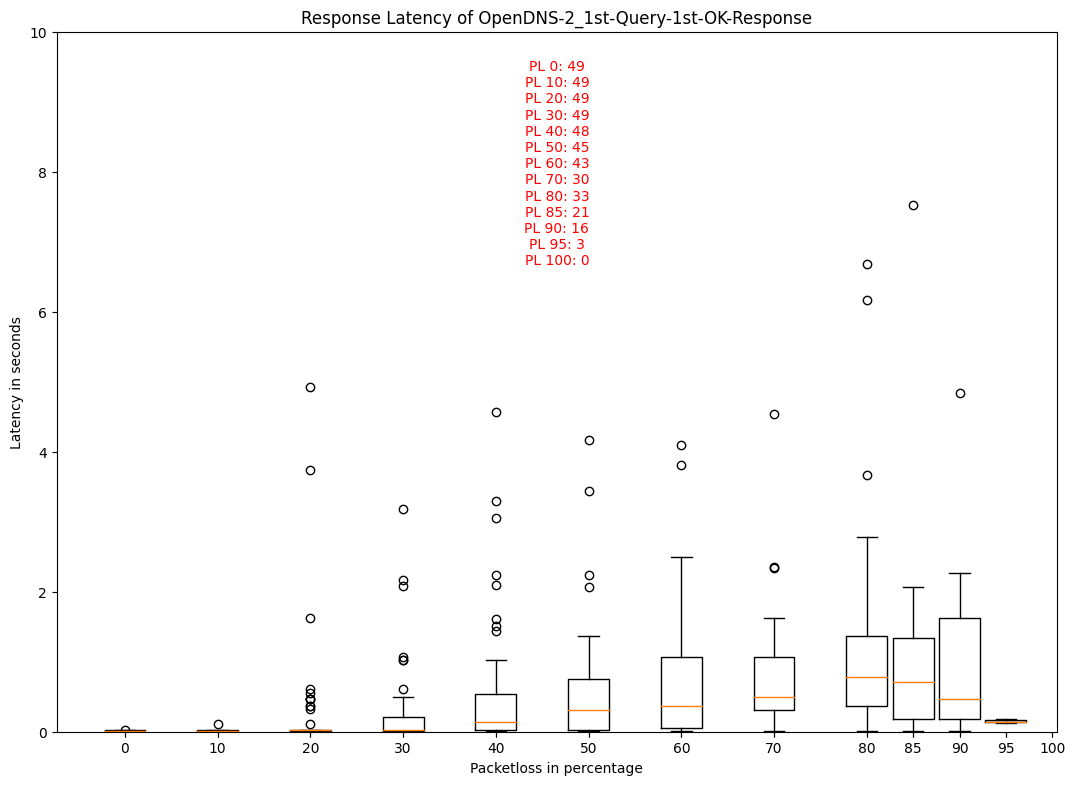 Response Latency of OpenDNS-2_1st-Query-1st-OK-Response
10
8
6
4
2
0
Latency in seconds
PL 0: 49
PL 10: 49
PL 20: 49
PL 30: 49
PL 40: 48
PL 50: 45
PL 60: 43
PL 70: 30
PL 80: 33
PL 85: 21
PL 90: 16
PL 95: 3
PL 100: 0
0 10 20 30 40 50 60 70 80 85 90 95 100
Packetloss in percentage